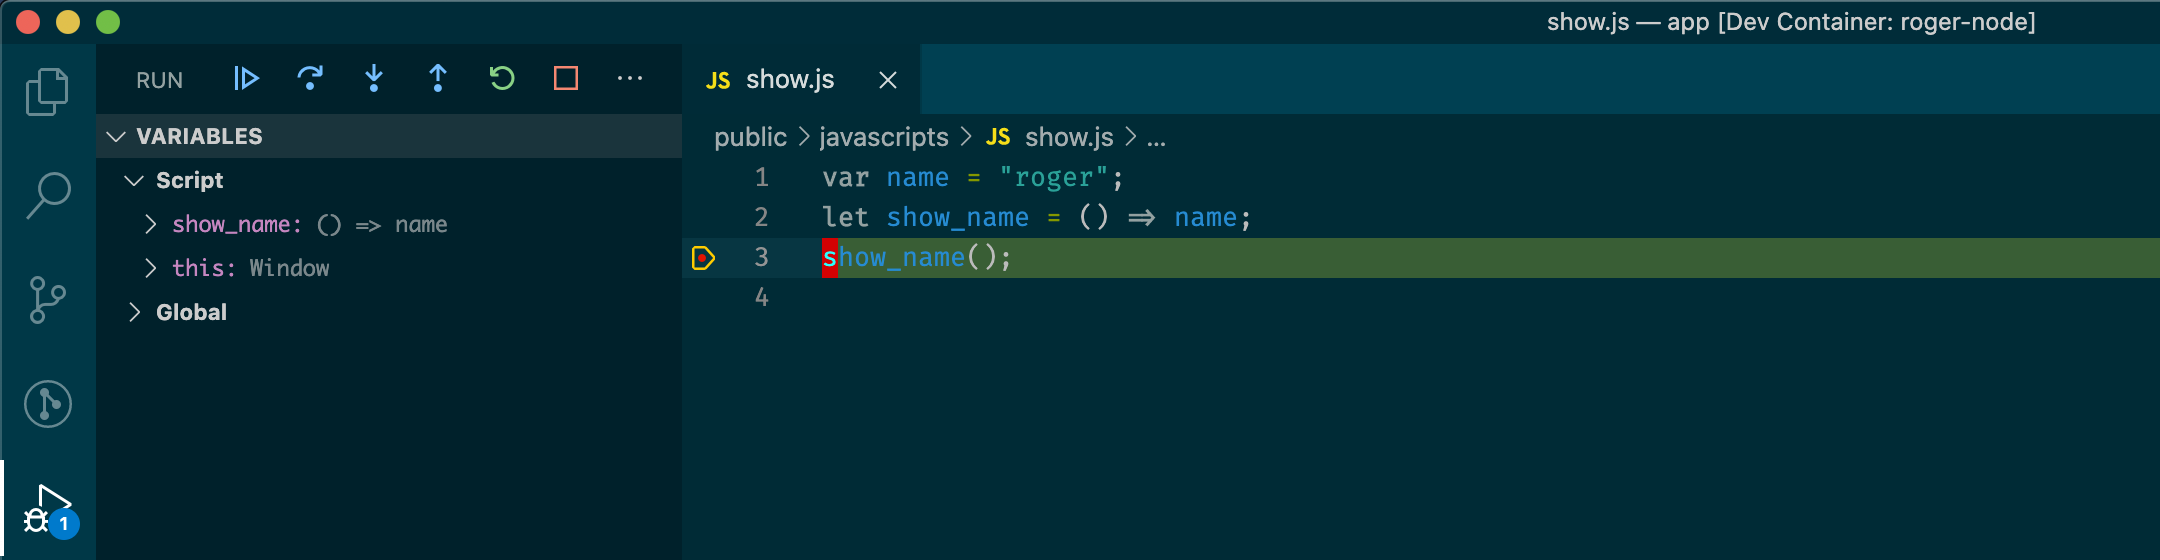 show.js — app [Dev Container: roger-node]
RUN
JS show.js
VARIABLES
Script
show_name: () => name
this: Window
Global
1
public > javascripts > JS show.js > ...
1 var name = "roger";
2 let show_name = () => name;
3 show_name();
4